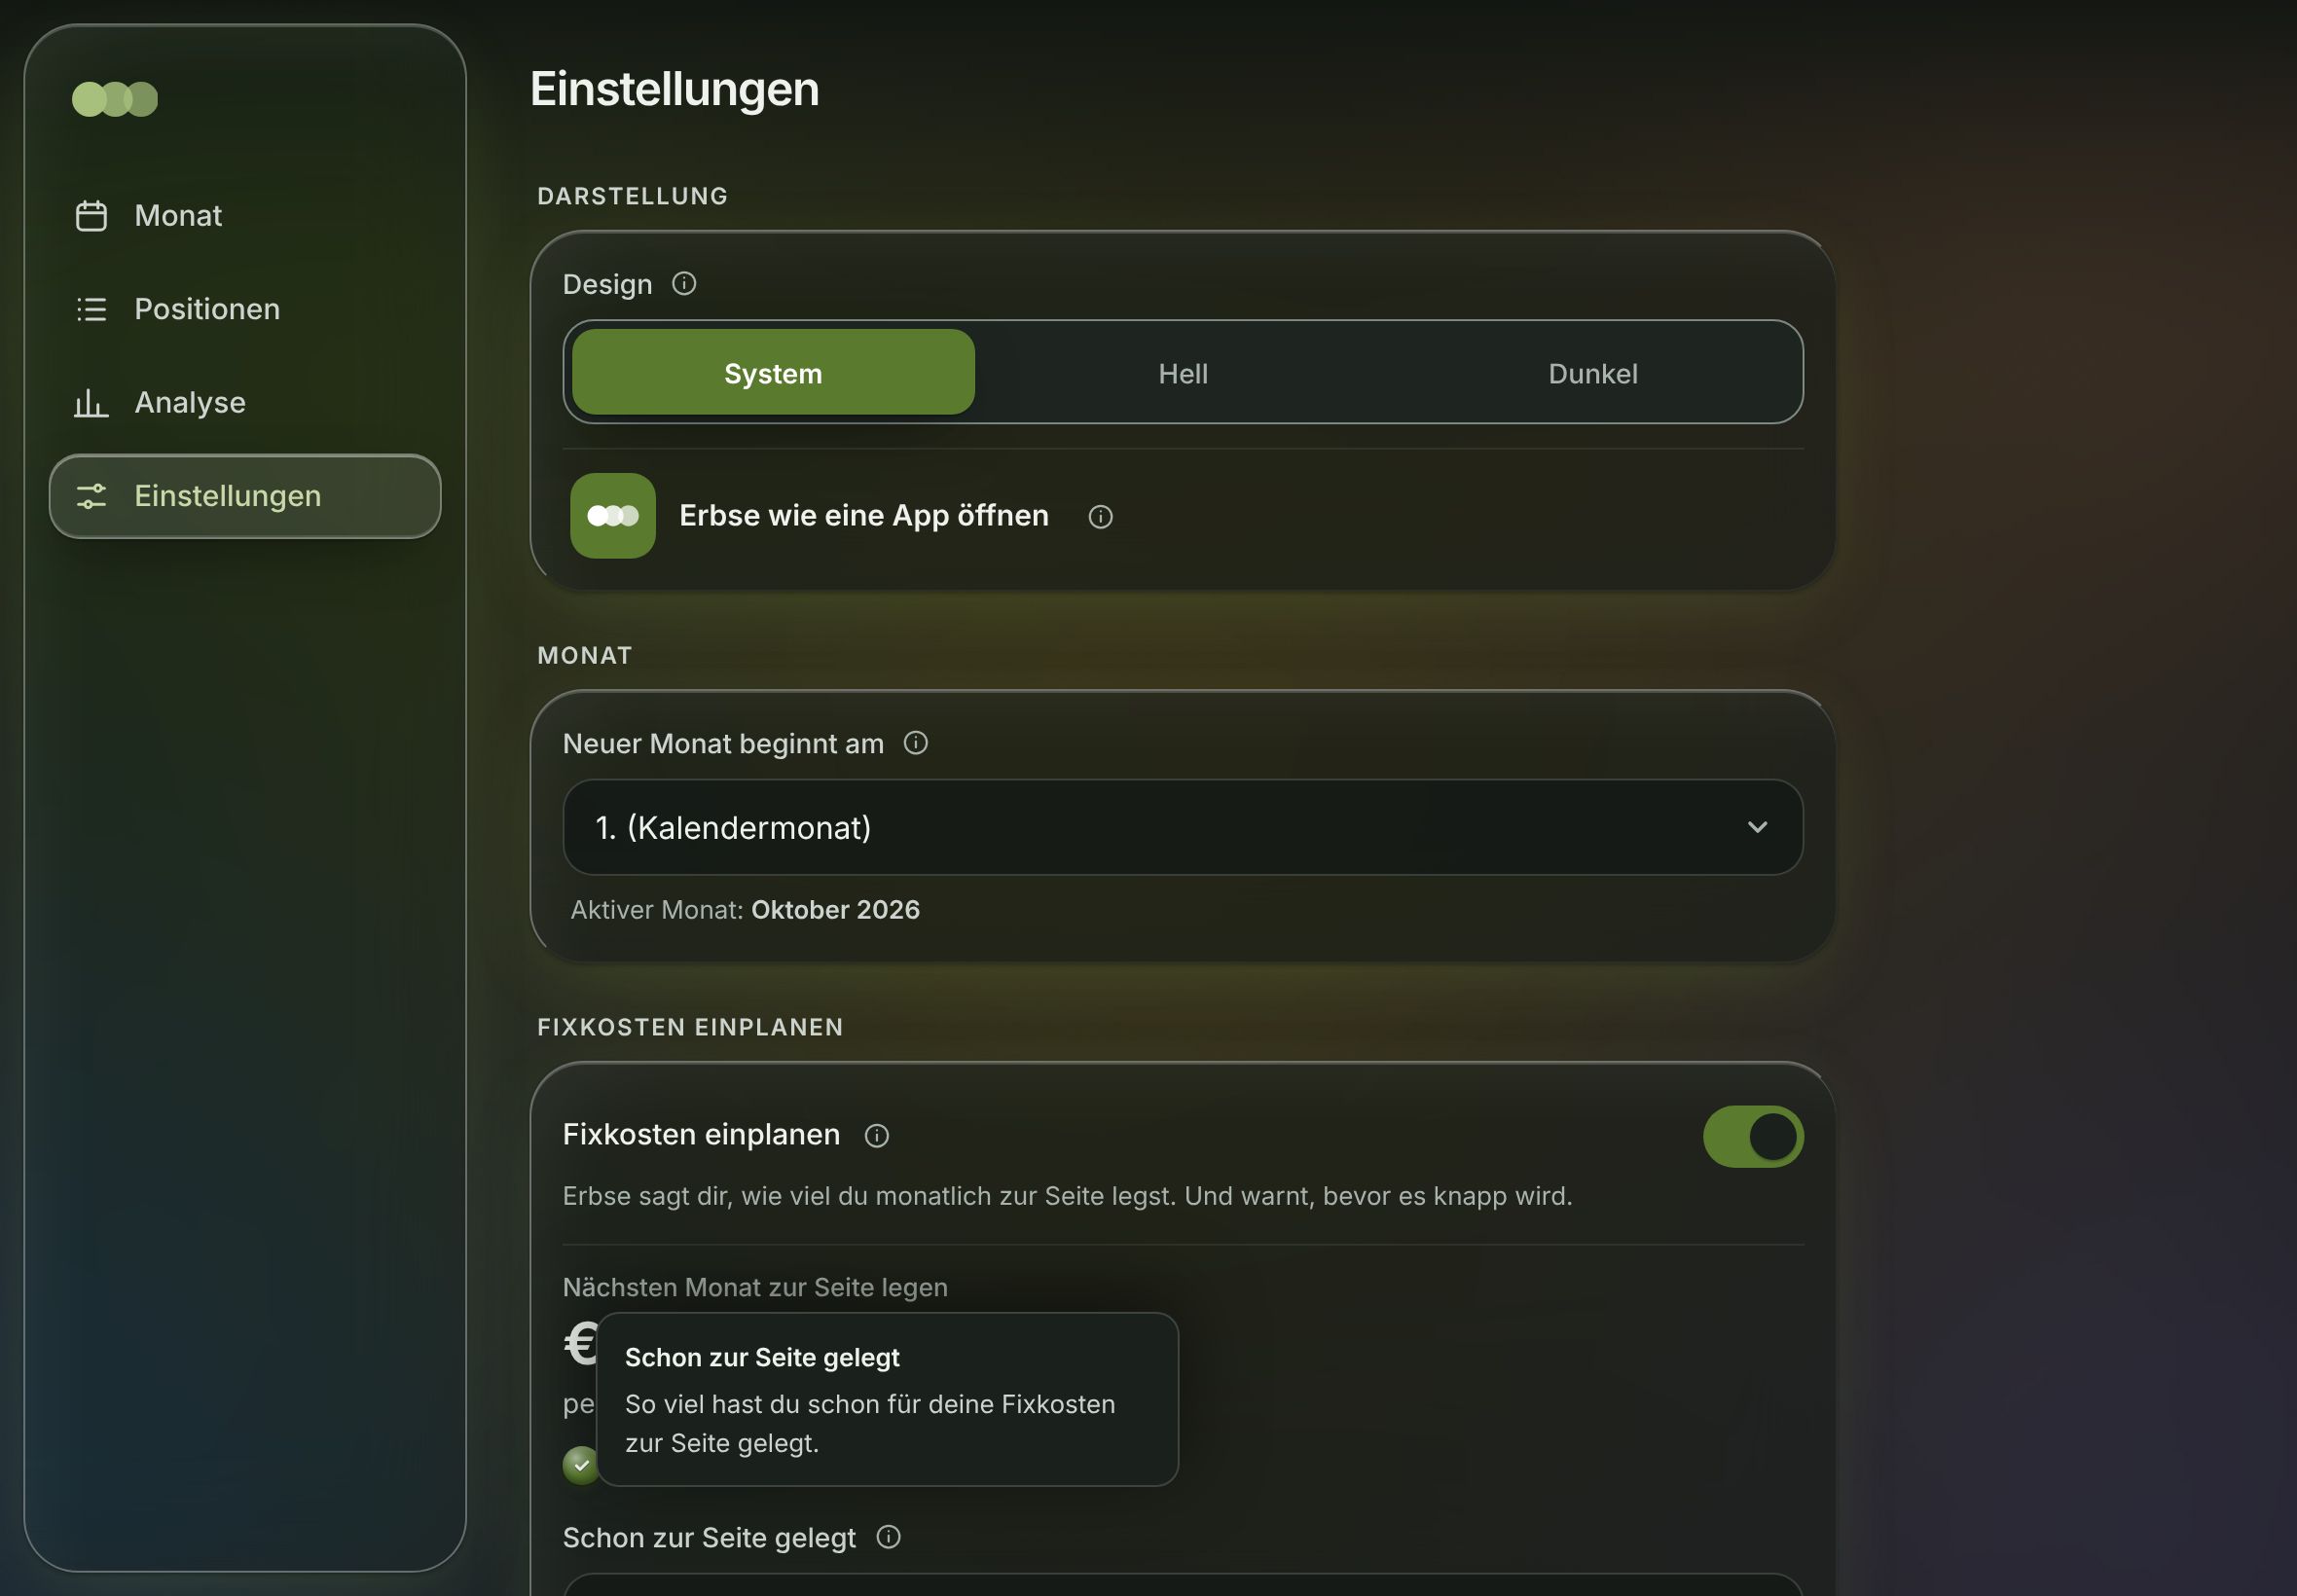 Einstellungen
Monat
Positionen
Analyse
Einstellungen
DARSTELLUNG
Design
System
Hell
Dunkel
Erbse wie eine App öffnen
MONAT
Neuer Monat beginnt am
1. (Kalendermonat)
Aktiver Monat: Oktober 2026
FIXKOSTEN EINPLANEN
Fixkosten einplanen
Erbse sagt dir, wie viel du monatlich zur Seite legst. Und warnt, bevor es knapp wird.
Nächsten Monat zur Seite legen
€
Schon zur Seite gelegt
So viel hast du schon für deine Fixkosten
zur Seite gelegt.
Schon zur Seite gelegt